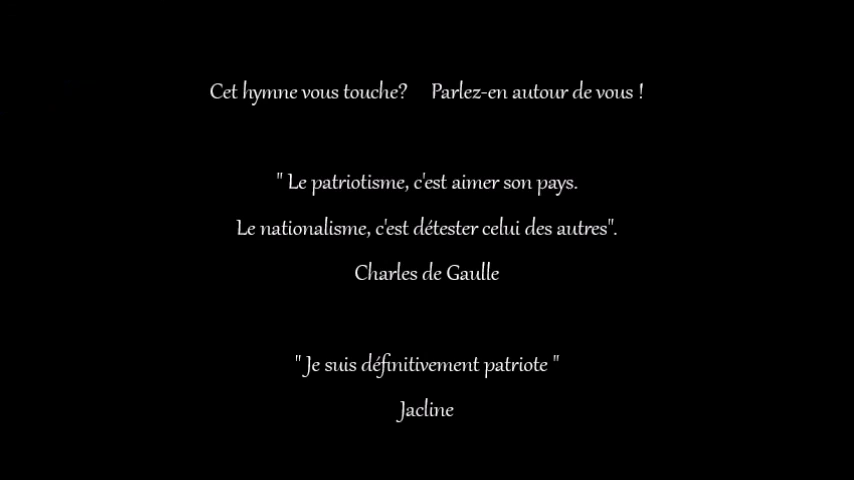 Cet hymne vous touche? Parlez-en autour de vous !
" Le patriotisme, c'est aimer son pays.
Le nationalisme, c'est détester celui des autres".
Charles de Gaulle
" Je suis définitivement patriote "
Jacline